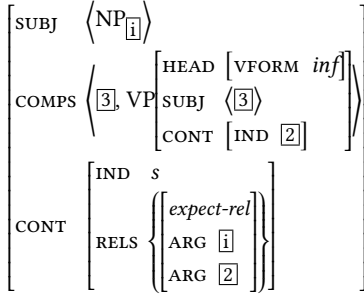 SUBJ ⟨NP i⟩
HEAD [VFORM inf]
COMPS ⟨ 3 , VP SUBJ ⟨ 3 ⟩ ⟩
CONT [IND 2 ]
IND s
expect-rel
CONT RELS ARG i
ARG 2